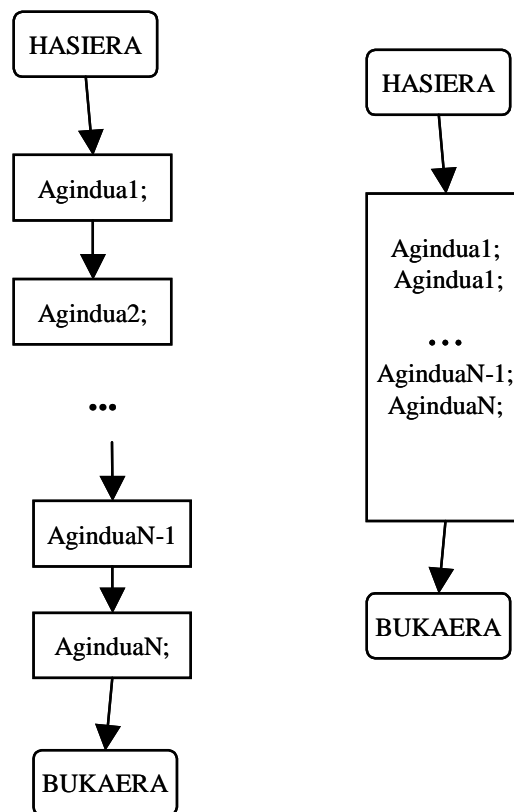 HASIERA
Agindua1;
Agindua2;
...
AginduaN-1
AginduaN;
BUKAERA
HASIERA
Agindua1;
Agindua1;
...
AginduaN-1;
AginduaN;
BUKAERA